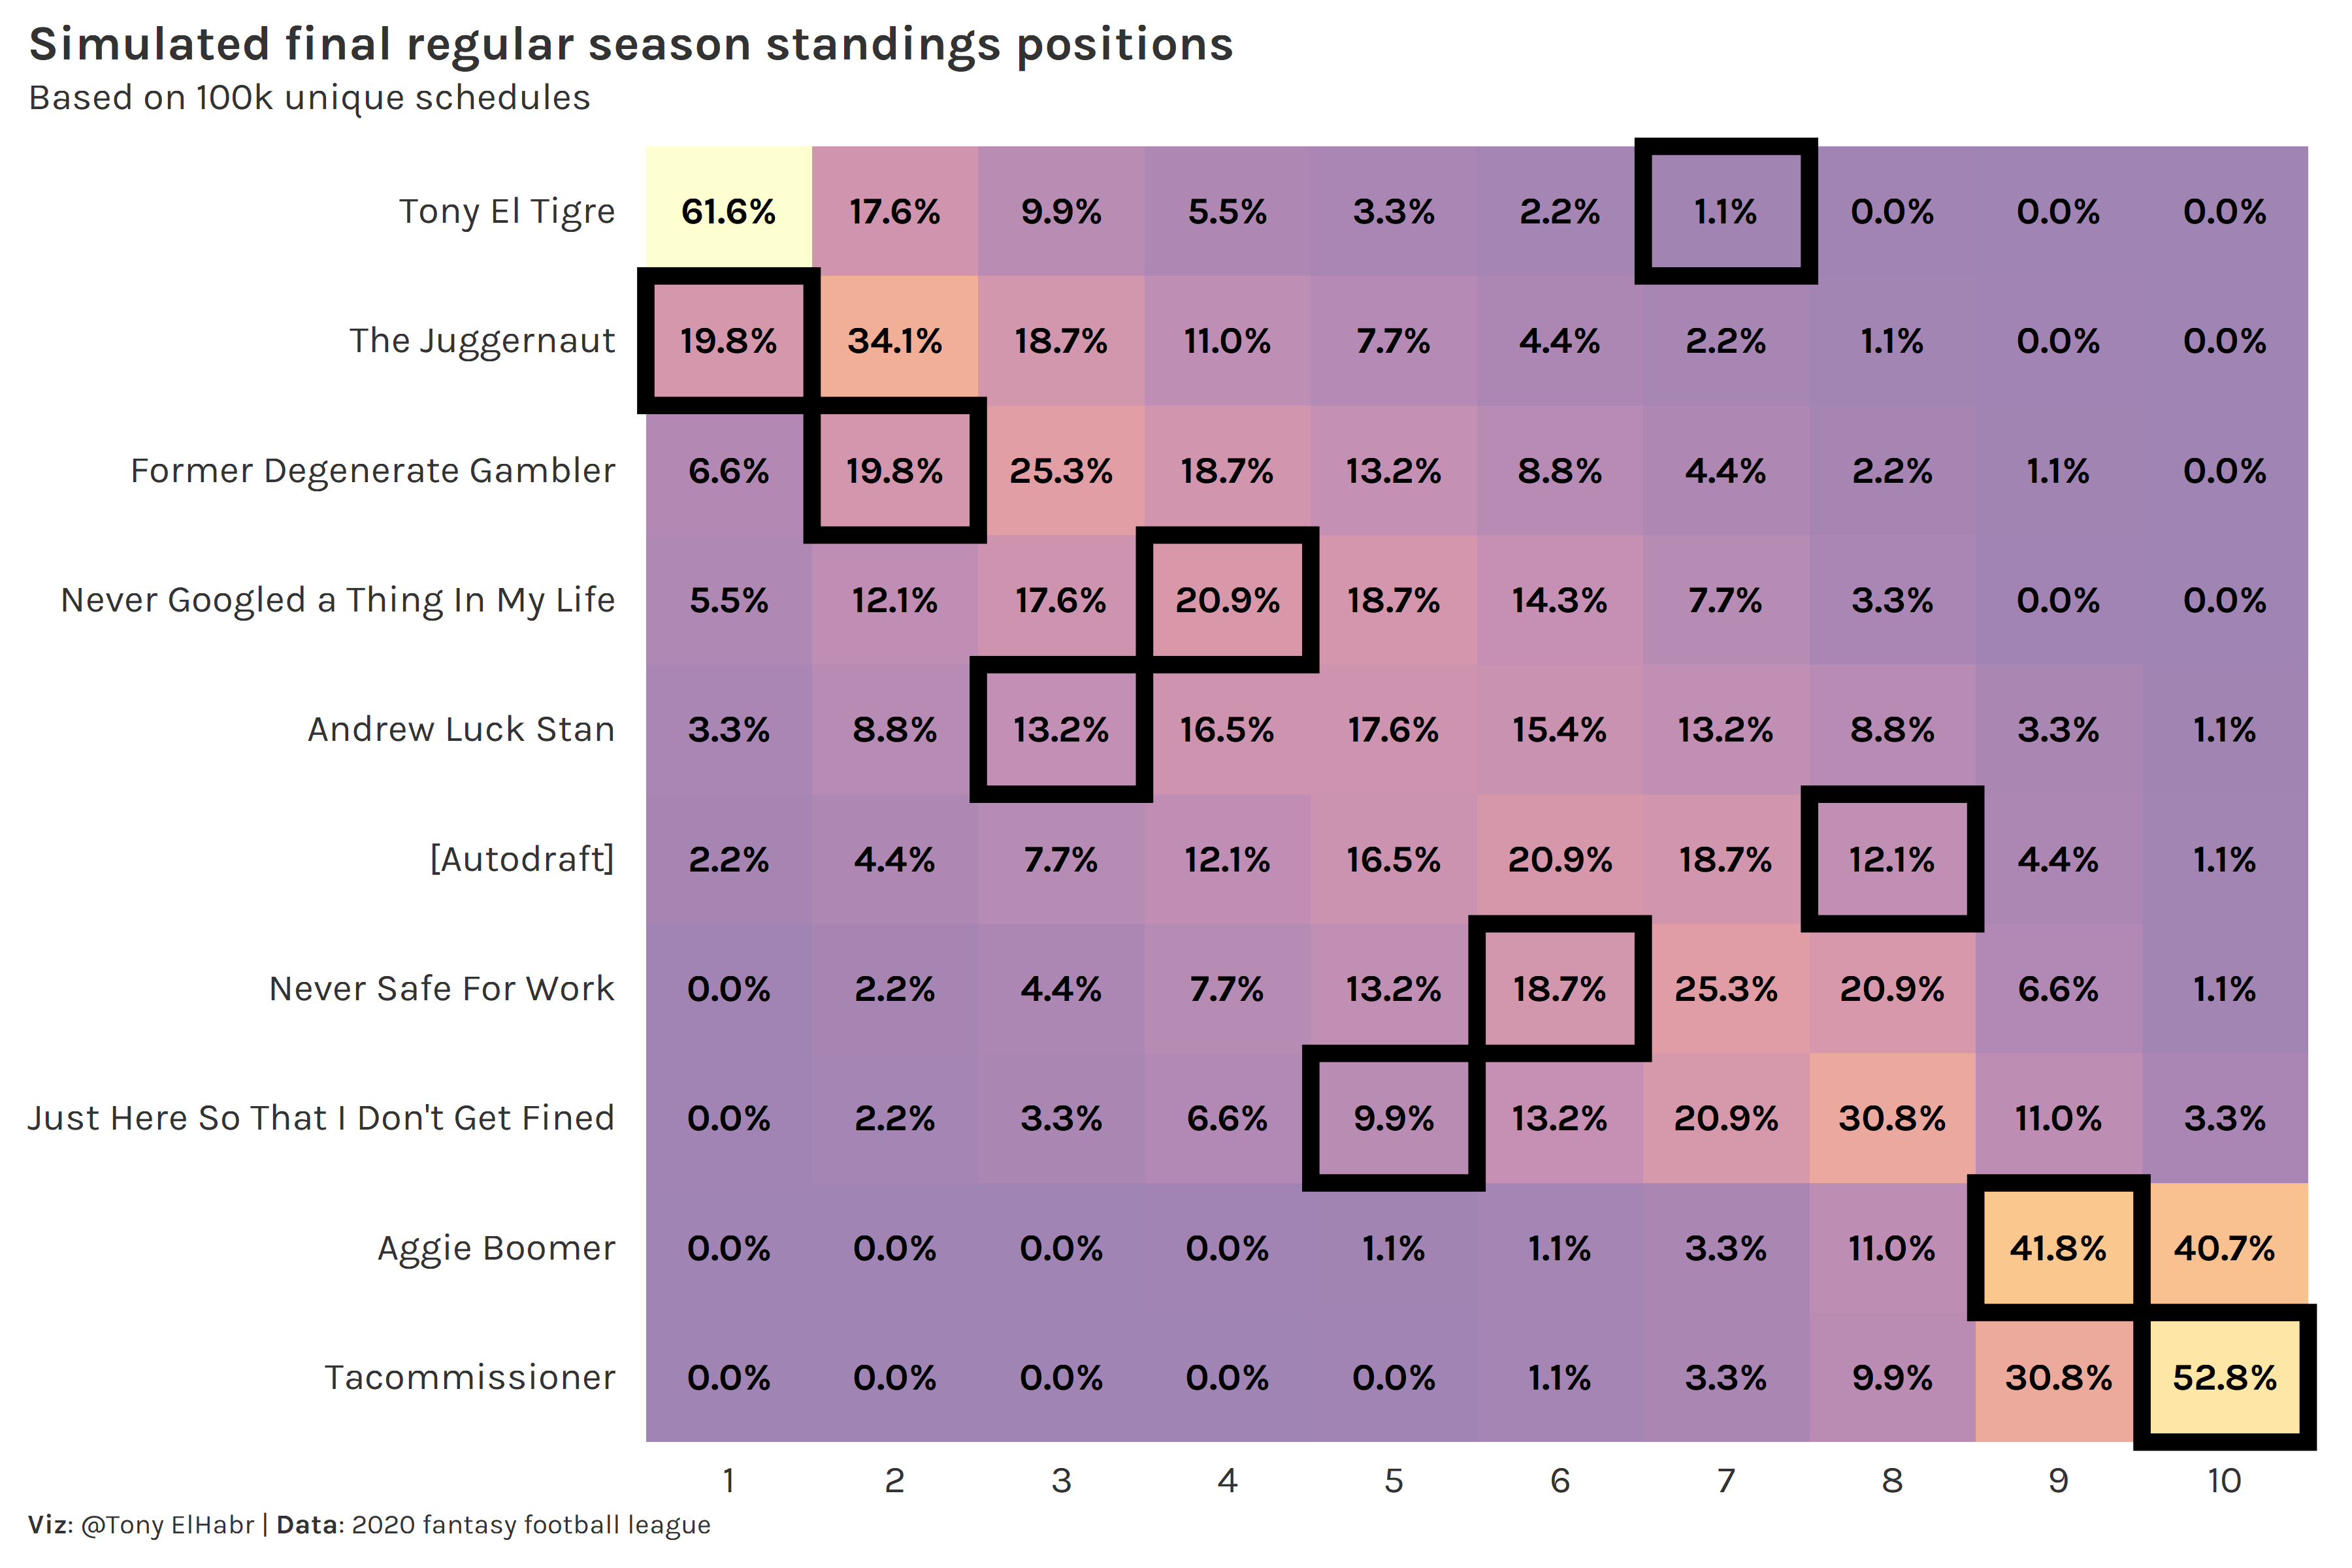 Simulated final regular season standings positions
Based on 100k unique schedules
Tony El Tigre 61.6% 17.6% 9.9% 5.5% 3.3% 2.2% 1.1% 0.0% 0.0% 0.0%
The Juggernaut 19.8% 34.1% 18.7% 11.0% 7.7% 4.4% 2.2% 1.1% 0.0% 0.0%
Former Degenerate Gambler 6.6% 19.8% 25.3% 18.7% 13.2% 8.8% 4.4% 2.2% 1.1% 0.0%
Never Googled a Thing In My Life 5.5% 12.1% 17.6% 20.9% 18.7% 14.3% 7.7% 3.3% 0.0% 0.0%
Andrew Luck Stan 3.3% 8.8% 13.2% 16.5% 17.6% 15.4% 13.2% 8.8% 3.3% 1.1%
[Autodraft] 2.2% 4.4% 7.7% 12.1% 16.5% 20.9% 18.7% 12.1% 4.4% 1.1%
Never Safe For Work 0.0% 2.2% 4.4% 7.7% 13.2% 18.7% 25.3% 20.9% 6.6% 1.1%
Just Here So That I Don't Get Fined 0.0% 2.2% 3.3% 6.6% 9.9% 13.2% 20.9% 30.8% 11.0% 3.3%
Aggie Boomer 0.0% 0.0% 0.0% 0.0% 1.1% 1.1% 3.3% 11.0% 41.8% 40.7%
Tacommissioner 0.0% 0.0% 0.0% 0.0% 0.0% 1.1% 3.3% 9.9% 30.8% 52.8%
1 2 3 4 5 6 7 8 9 10
Viz: @Tony ElHabr | Data: 2020 fantasy football league